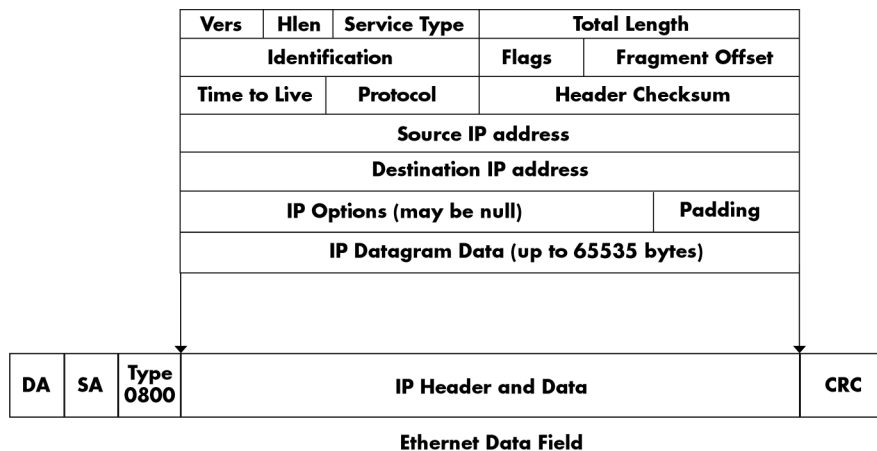 Vers Hlen Service Type Total Length
Identification Flags Fragment Offset
Time to Live Protocol Header Checksum
Source IP address
Destination IP address
IP Options (may be null) Padding
IP Datagram Data (up to 65535 bytes)
DA SA Type 0800 IP Header and Data CRC
Ethernet Data Field